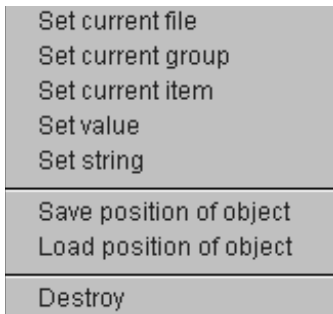 Set current file
Set current group
Set current item
Set value
Set string
Save position of object
Load position of object
Destroy